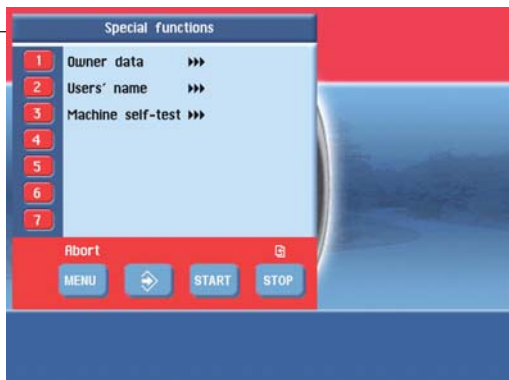 Special functions
1 Owner data ►►►
2 Users' name ►►►
3 Machine self-test ►►►
4
5
6
7
Abort
MENU START STOP